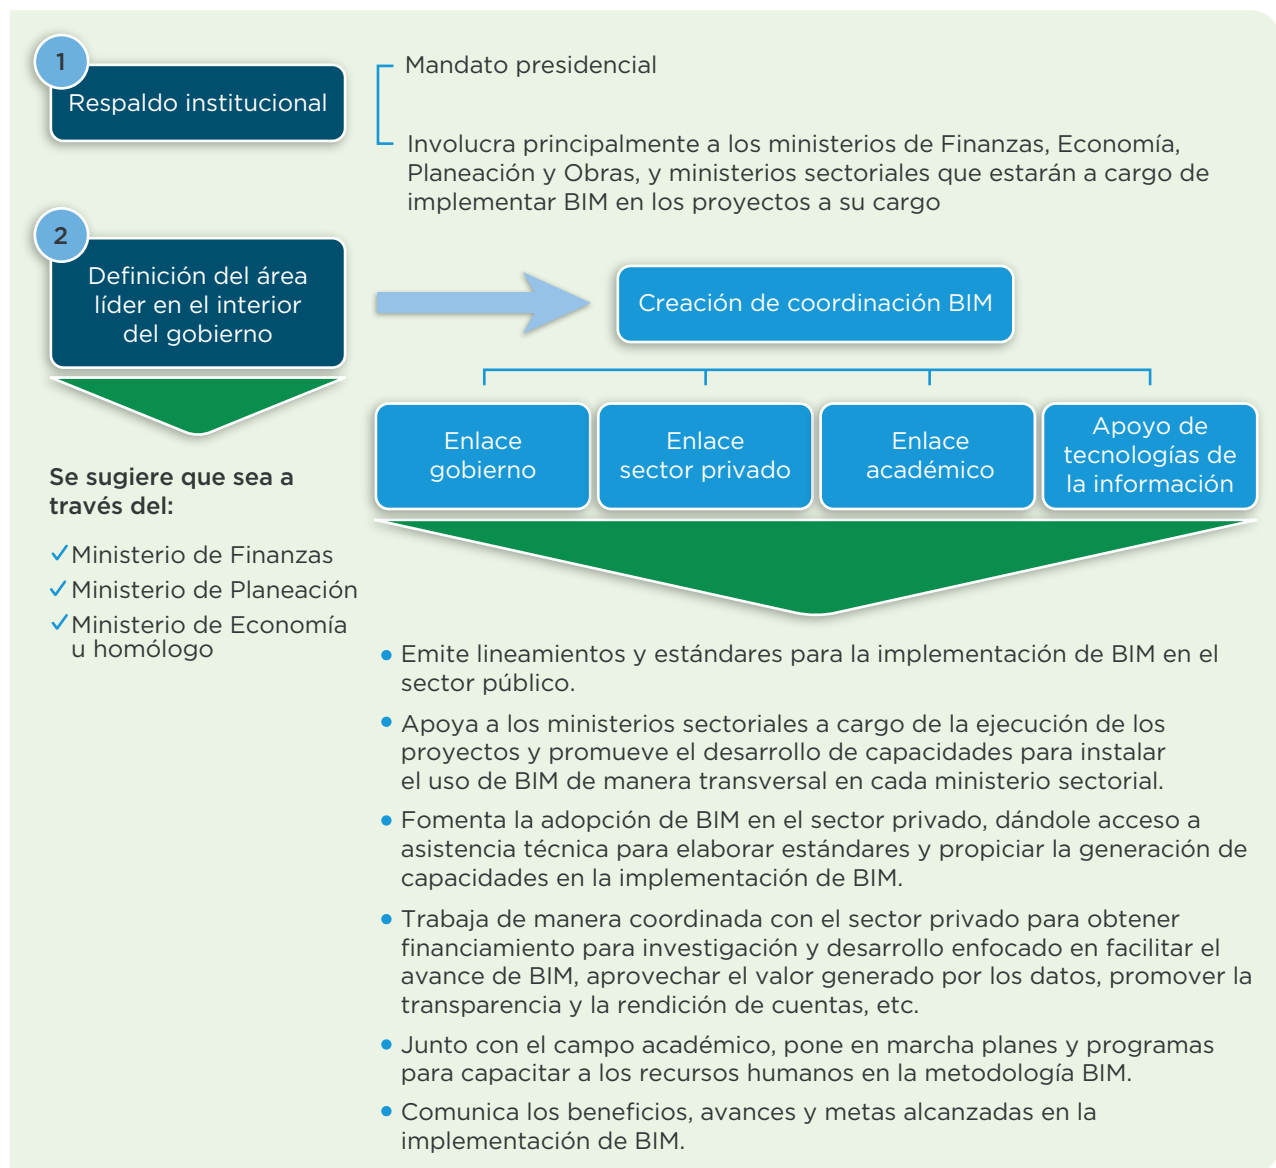 1
Respaldo institucional
Mandato presidencial
Involucra principalmente a los ministerios de Finanzas, Economía,
Planeación y Obras, y ministerios sectoriales que estarán a cargo de
implementar BIM en los proyectos a su cargo
2
Definición del área
líder en el interior
del gobierno
Creación de coordinación BIM
Enlace
gobierno
Enlace
sector privado
Enlace
académico
Apoyo de
tecnologías de
la información
Se sugiere que sea a
través del:
✓Ministerio de Finanzas
✓Ministerio de Planeación
✓Ministerio de Economía
u homólogo
• Emite lineamientos y estándares para la implementación de BIM en el
sector público.
• Apoya a los ministerios sectoriales a cargo de la ejecución de los
proyectos y promueve el desarrollo de capacidades para instalar
el uso de BIM de manera transversal en cada ministerio sectorial.
• Fomenta la adopción de BIM en el sector privado, dándole acceso a
asistencia técnica para elaborar estándares y propiciar la generación de
capacidades en la implementación de BIM.
• Trabaja de manera coordinada con el sector privado para obtener
financiamiento para investigación y desarrollo enfocado en facilitar el
avance de BIM, aprovechar el valor generado por los datos, promover la
transparencia y la rendición de cuentas, etc.
• Junto con el campo académico, pone en marcha planes y programas
para capacitar a los recursos humanos en la metodología BIM.
• Comunica los beneficios, avances y metas alcanzadas en la
implementación de BIM.